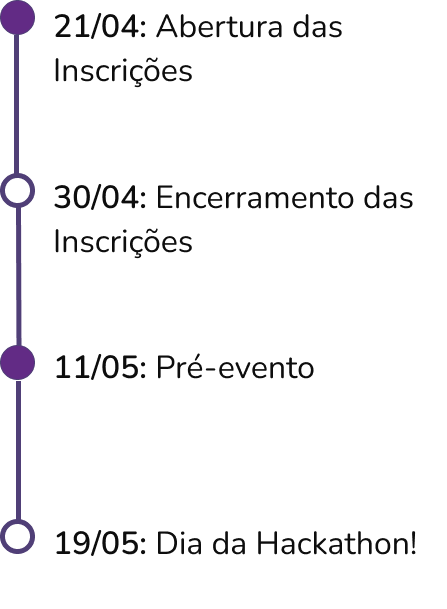 21/04: Abertura das
Inscrições
30/04: Encerramento das
Inscrições
11/05: Pré-evento
19/05: Dia da Hackathon!